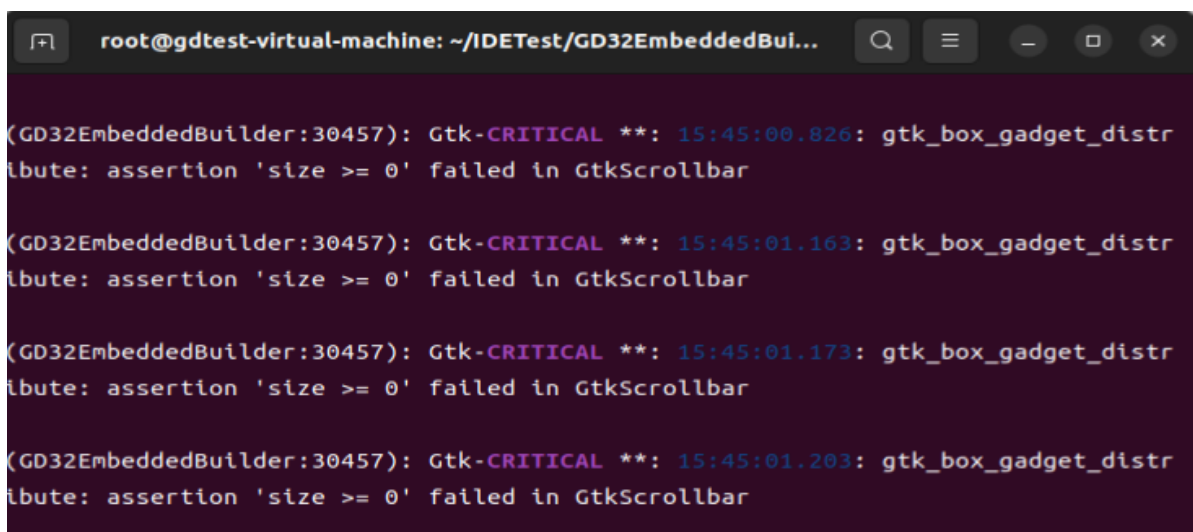 root@gdtest-virtual-machine: ~/IDETest/GD32EmbeddedBui...
(GD32EmbeddedBuilder:30457): Gtk-CRITICAL **: 15:45:00.826: gtk_box_gadget_distr
ibute: assertion 'size >= 0' failed in GtkScrollbar
(GD32EmbeddedBuilder:30457): Gtk-CRITICAL **: 15:45:01.163: gtk_box_gadget_distr
ibute: assertion 'size >= 0' failed in GtkScrollbar
(GD32EmbeddedBuilder:30457): Gtk-CRITICAL **: 15:45:01.173: gtk_box_gadget_distr
ibute: assertion 'size >= 0' failed in GtkScrollbar
(GD32EmbeddedBuilder:30457): Gtk-CRITICAL **: 15:45:01.203: gtk_box_gadget_distr
ibute: assertion 'size >= 0' failed in GtkScrollbar